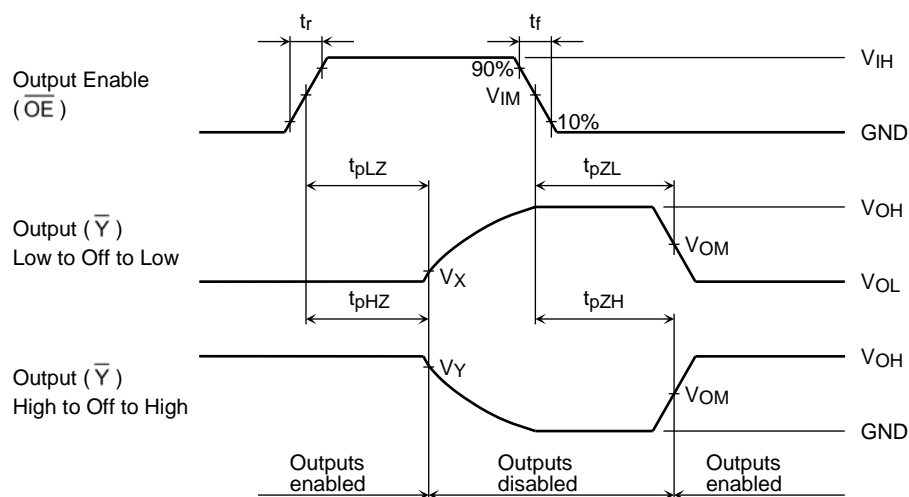 tr
tf
Output Enable
( O̅E̅ )
90%
VIM
10%
VIH
GND
tpLZ
tpZL
Output ( Y̅ )
Low to Off to Low
VX
VOM
VOH
VOL
tpHZ
tpZH
Output ( Y̅ )
High to Off to High
VY
VOM
VOH
GND
Outputs
enabled
Outputs
disabled
Outputs
enabled